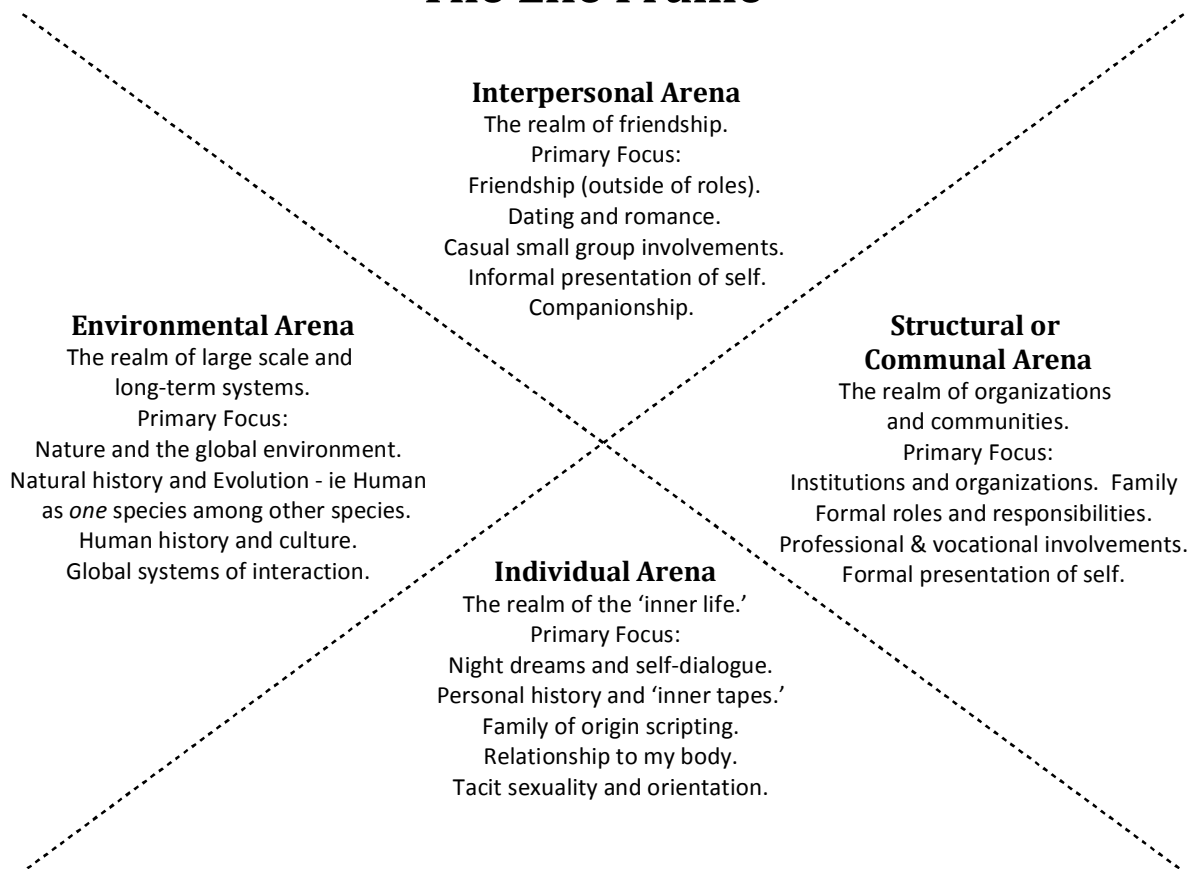 Interpersonal Arena
The realm of friendship.
Primary Focus:
Friendship (outside of roles).
Dating and romance.
Casual small group involvements.
Informal presentation of self.
Companionship.
Environmental Arena
The realm of large scale and
long-term systems.
Primary Focus:
Nature and the global environment.
Natural history and Evolution - ie Human
as one species among other species.
Human history and culture.
Global systems of interaction.
Structural or
Communal Arena
The realm of organizations
and communities.
Primary Focus:
Institutions and organizations.  Family
Formal roles and responsibilities.
Professional & vocational involvements.
Formal presentation of self.
Individual Arena
The realm of the ‘inner life.’
Primary Focus:
Night dreams and self-dialogue.
Personal history and ‘inner tapes.’
Family of origin scripting.
Relationship to my body.
Tacit sexuality and orientation.